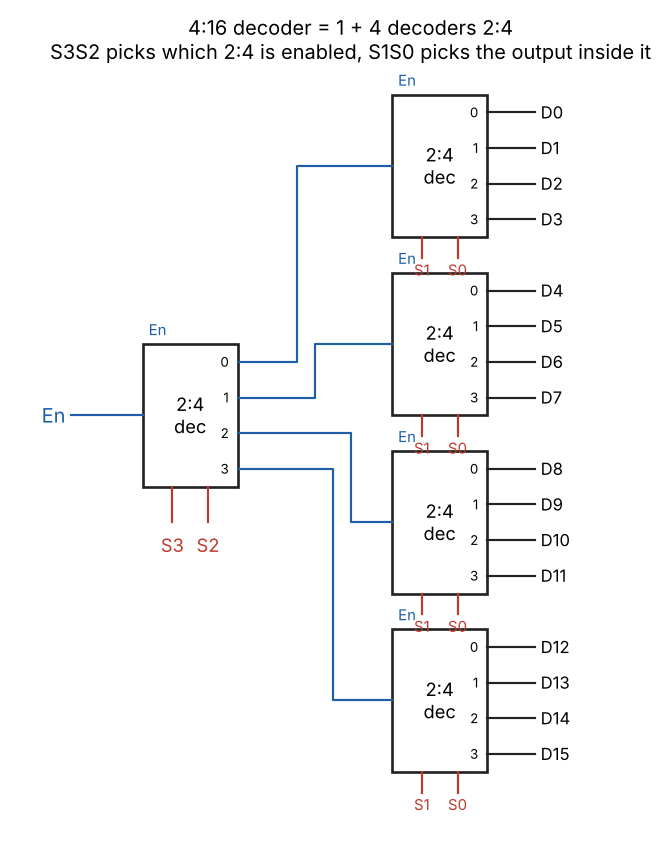 4:16 decoder = 1 + 4 decoders 2:4
S3S2 picks which 2:4 is enabled, S1S0 picks the output inside it
En
0 D0
2:4
dec
1 D1
2 D2
3 D3
S1 S0
En
0 D4
2:4
dec
1 D5
2 D6
3 D7
S1 S0
En
En
2:4
dec
0
1
2
3
S3 S2
En
0 D8
2:4
dec
1 D9
2 D10
3 D11
S1 S0
En
0 D12
2:4
dec
1 D13
2 D14
3 D15
S1 S0